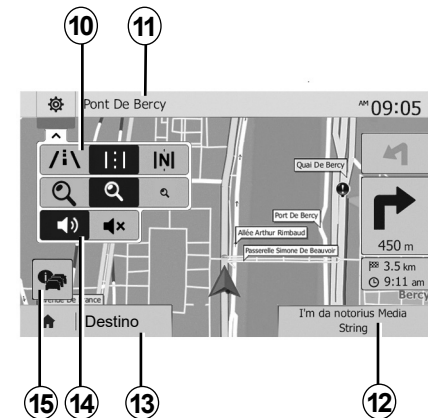 10
11
Pont De Bercy
AM 09:05
N
Quai De Bercy
Port De Bercy
Allée Arthur Rimbaud
Passerelle Simone De Beauvoir
450 m
3.5 km
9:11 am
Bercy
Destino
I'm da notorius Media
String
15
14
13
12